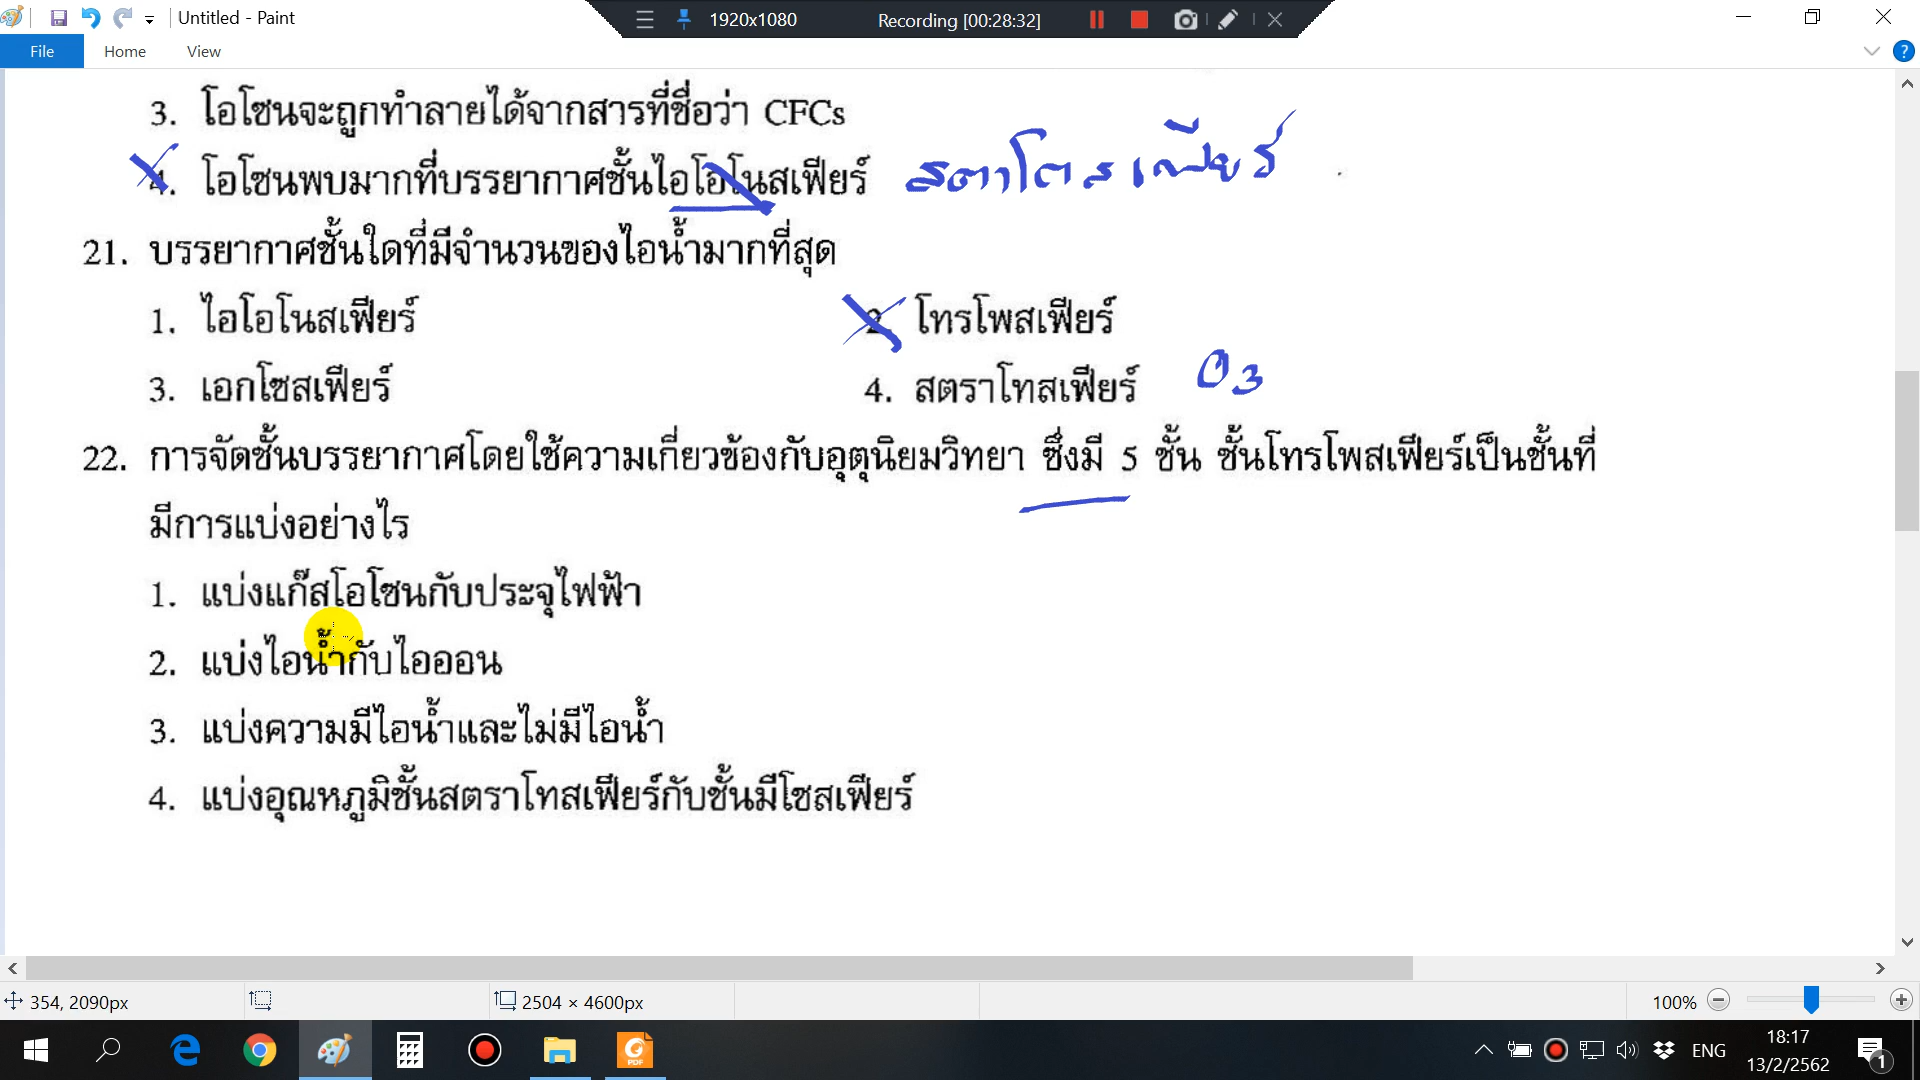 Untitled - Paint
1920x1080
Recording [00:28:32]
File Home View
3. โอโซนจะถูกทำลายได้จากสารที่ชื่อว่า CFCs
4. โอโซนพบมากที่บรรยากาศชั้นไอโอโนสเฟียร์ สตาโตสเฟียร์
21. บรรยากาศชั้นใดที่มีจำนวนของไอน้ำมากที่สุด
1. ไอโอโนสเฟียร์ 2. โทรโพสเฟียร์
3. เอกโซสเฟียร์ 4. สตราโทสเฟียร์ O3
22. การจัดชั้นบรรยากาศโดยใช้ความเกี่ยวข้องกับอุตุนิยมวิทยา ซึ่งมี 5 ชั้น ชั้นโทรโพสเฟียร์เป็นชั้นที่
มีการแบ่งอย่างไร
1. แบ่งแก๊สโอโซนกับประจุไฟฟ้า
2. แบ่งไอน้ำกับไอออน
3. แบ่งความมีไอน้ำและไม่มีไอน้ำ
4. แบ่งอุณหภูมิชั้นสตราโทสเฟียร์กับชั้นมีโซสเฟียร์
354, 2090px 2504 × 4600px 100%
PDF
ENG
18:17
13/2/2562
1